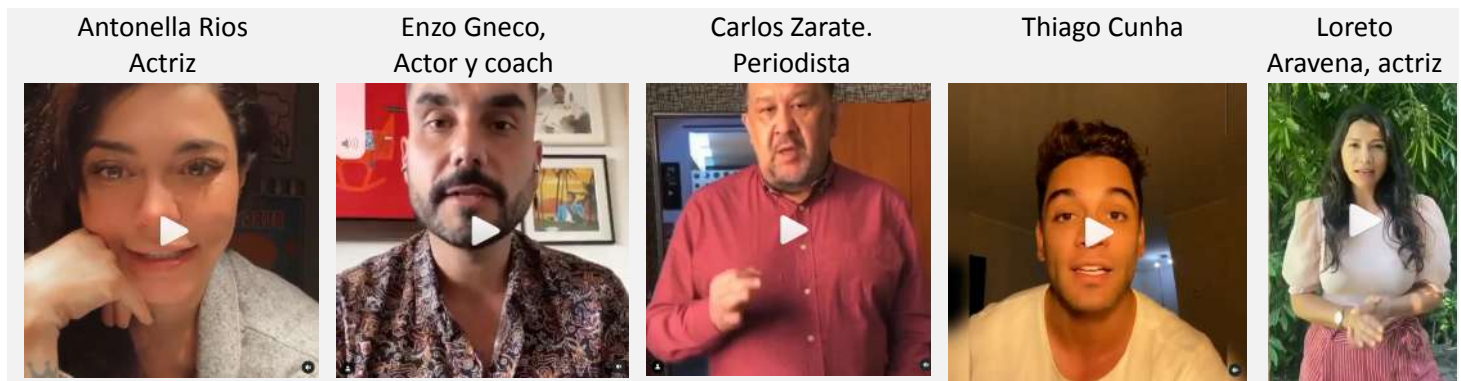 Antonella Rios
Actriz
Enzo Gneco,
Actor y coach
Carlos Zarate.
Periodista
Thiago Cunha
Loreto
Aravena, actriz